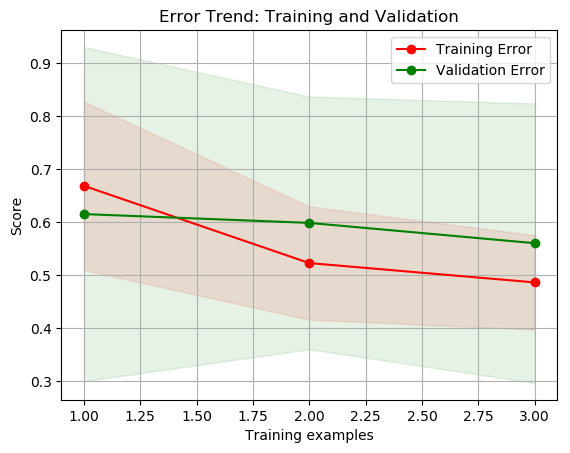 Error Trend: Training and Validation
Training Error
Validation Error
Score
0.9
0.8
0.7
0.6
0.5
0.4
0.3
1.00 1.25 1.50 1.75 2.00 2.25 2.50 2.75 3.00
Training examples